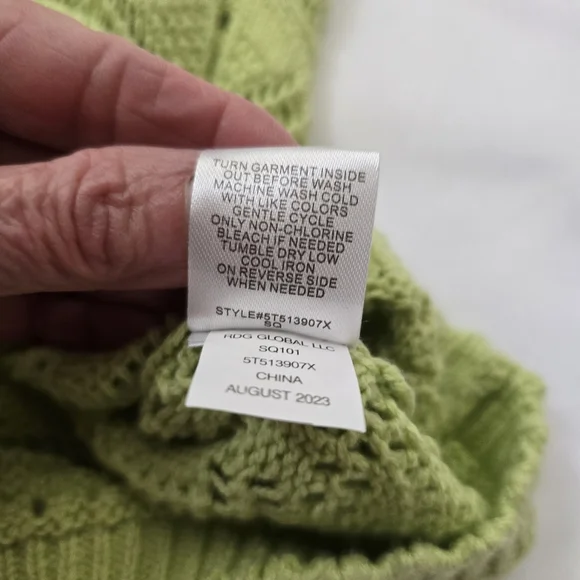 TURN GARMENT INSIDE
OUT BEFORE WASH
MACHINE WASH COLD
WITH LIKE COLORS
GENTLE CYCLE
ONLY NON-CHLORINE
BLEACH IF NEEDED
TUMBLE DRY LOW
COOL IRON
ON REVERSE SIDE
WHEN NEEDED
STYLE#5T513907X
SQ
RDG GLOBAL LLC
SQ101
5T513907X
CHINA
AUGUST 2023